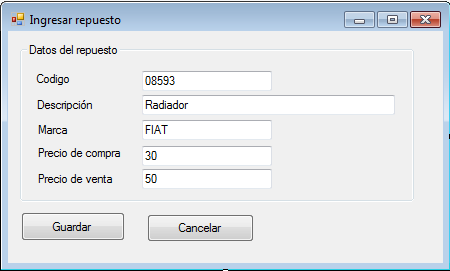 Ingresar repuesto
Datos del repuesto
Codigo 08593
Descripción Radiador
Marca FIAT
Precio de compra 30
Precio de venta 50
Guardar Cancelar